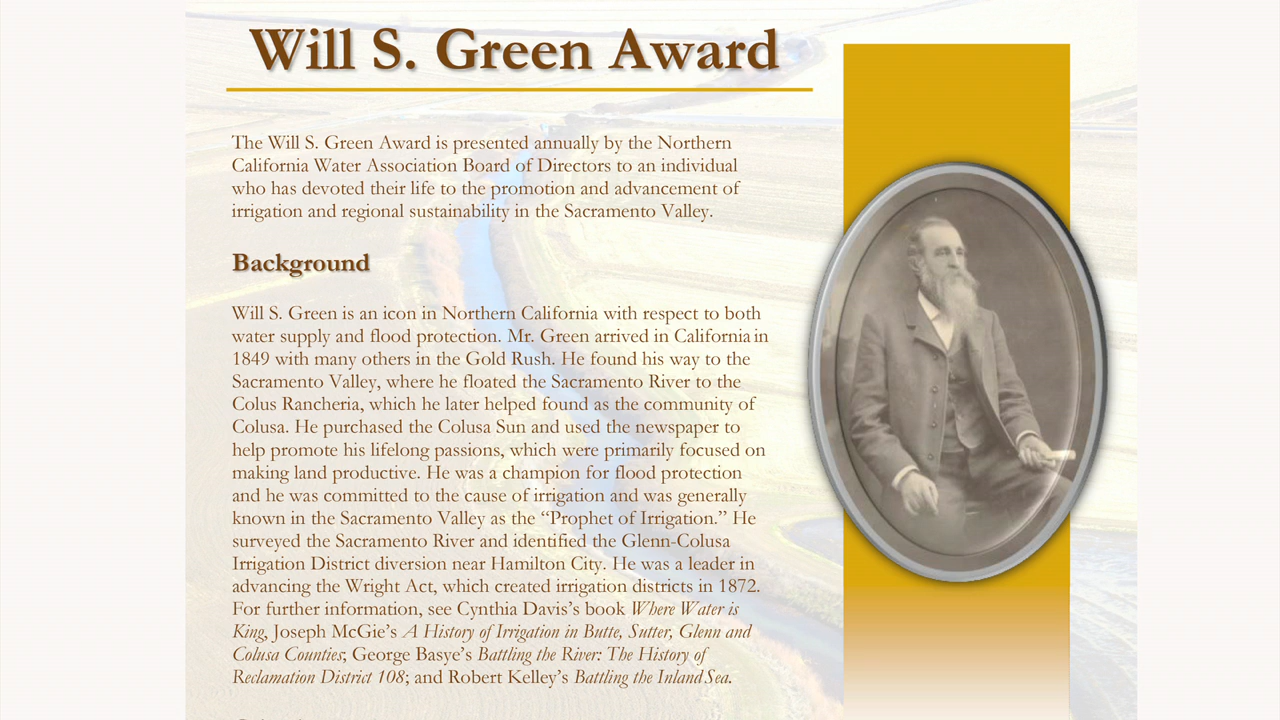 Will S. Green Award
The Will S. Green Award is presented annually by the Northern
California Water Association Board of Directors to an individual
who has devoted their life to the promotion and advancement of
irrigation and regional sustainability in the Sacramento Valley.
Background
Will S. Green is an icon in Northern California with respect to both
water supply and flood protection. Mr. Green arrived in California in
1849 with many others in the Gold Rush. He found his way to the
Sacramento Valley, where he floated the Sacramento River to the
Colus Rancheria, which he later helped found as the community of
Colusa. He purchased the Colusa Sun and used the newspaper to
help promote his lifelong passions, which were primarily focused on
making land productive. He was a champion for flood protection
and he was committed to the cause of irrigation and was generally
known in the Sacramento Valley as the “Prophet of Irrigation.” He
surveyed the Sacramento River and identified the Glenn-Colusa
Irrigation District diversion near Hamilton City. He was a leader in
advancing the Wright Act, which created irrigation districts in 1872.
For further information, see Cynthia Davis’s book Where Water is
King, Joseph McGie’s A History of Irrigation in Butte, Sutter, Glenn and
Colusa Counties; George Basye’s Battling the River: The History of
Reclamation District 108; and Robert Kelley’s Battling the Inland Sea.